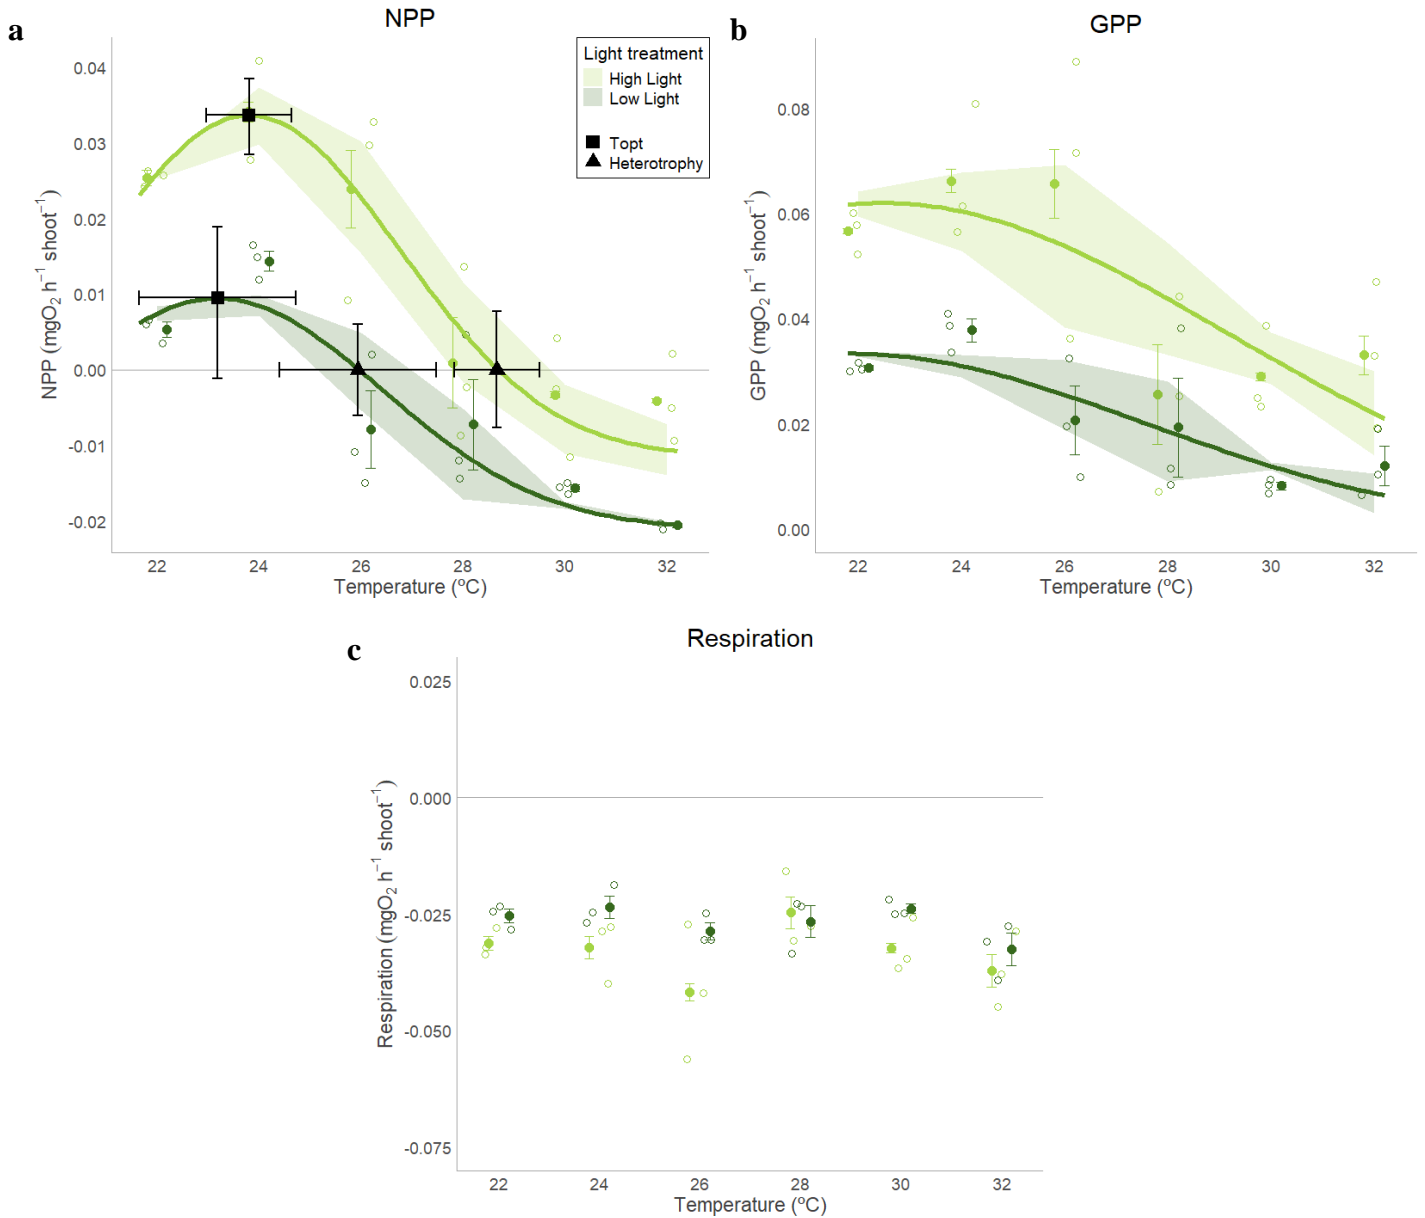 a
NPP
Light treatment
High Light
Low Light
Topt
Heterotrophy
NPP (mgO₂ h⁻¹ shoot⁻¹)
0.04
0.03
0.02
0.01
0.00
-0.01
-0.02
22 24 26 28 30 32
Temperature (ºC)
b
GPP
GPP (mgO₂ h⁻¹ shoot⁻¹)
0.08
0.06
0.04
0.02
0.00
22 24 26 28 30 32
Temperature (ºC)
c
Respiration
Respiration (mgO₂ h⁻¹ shoot⁻¹)
0.025
0.000
-0.025
-0.050
-0.075
22 24 26 28 30 32
Temperature (ºC)